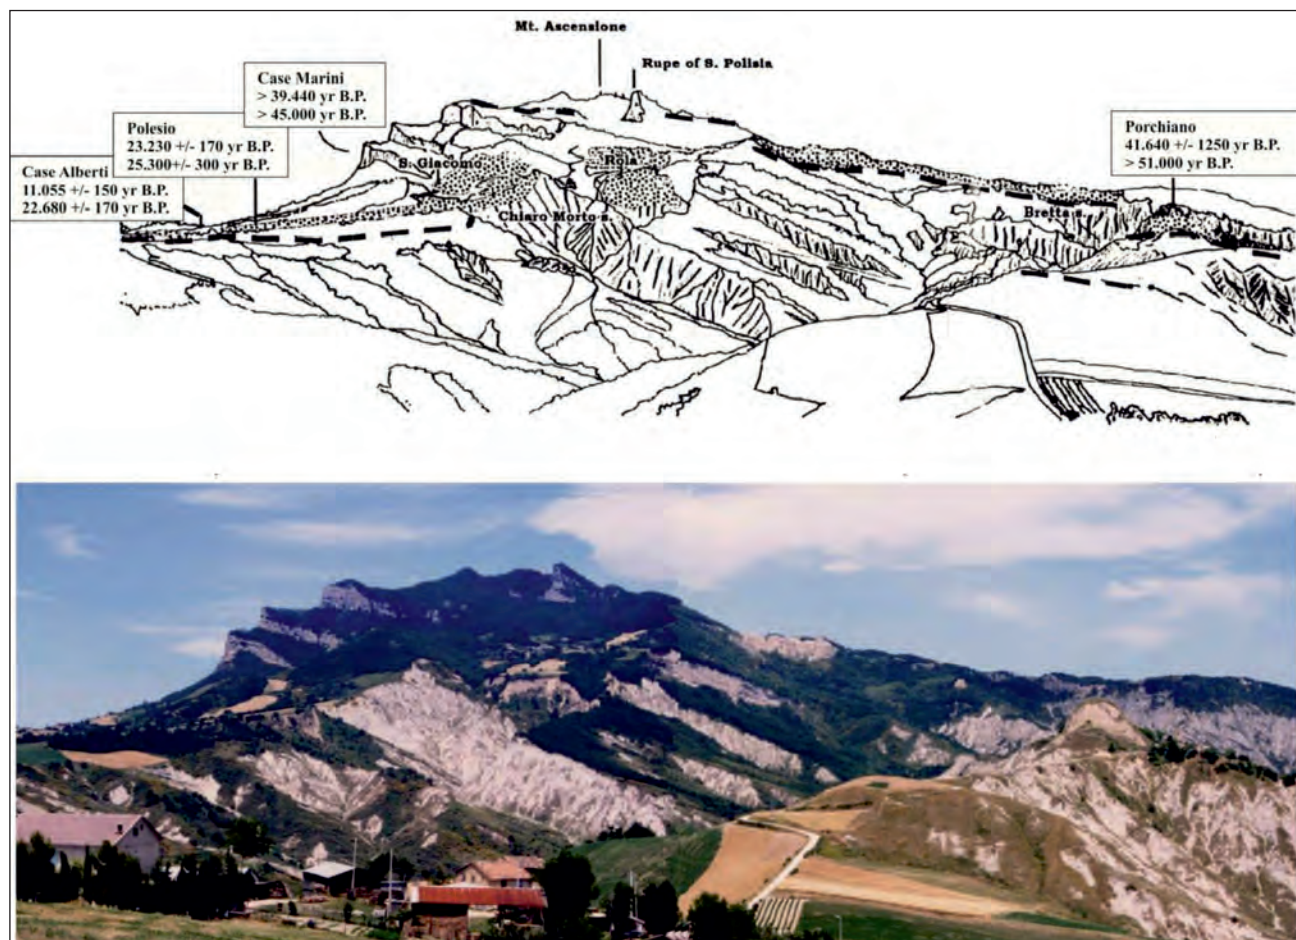 Mt. Ascensione
Rupe of S. Polisia
Case Marini
> 39.440 yr B.P.
> 45.000 yr B.P.
Polesio
23.230 +/- 170 yr B.P.
25.300+/- 300 yr B.P.
Porchiano
41.640 +/- 1250 yr B.P.
> 51.000 yr B.P.
Case Alberti
11.055 +/- 150 yr B.P.
22.680 +/- 170 yr B.P.
S. Giacomo
Roja
Chiaro Morto s.
Bretta s.